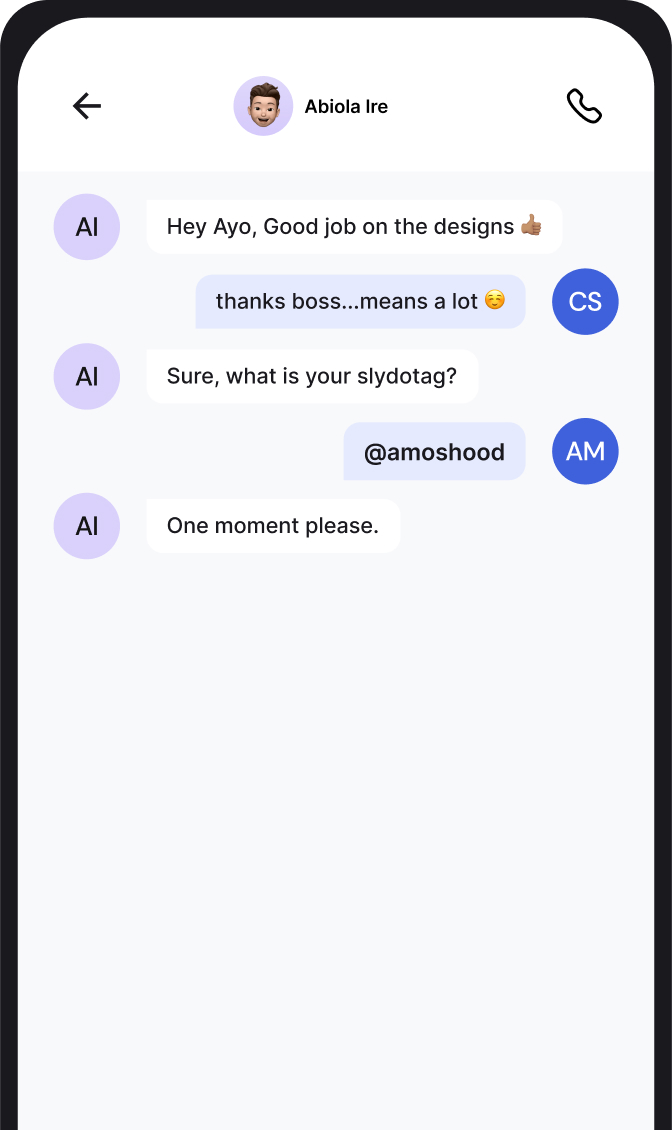 Abiola Ire
AI
Hey Ayo, Good job on the designs 👍🏽
thanks boss...means a lot ☺️
CS
AI
Sure, what is your slydotag?
@amoshood
AM
AI
One moment please.